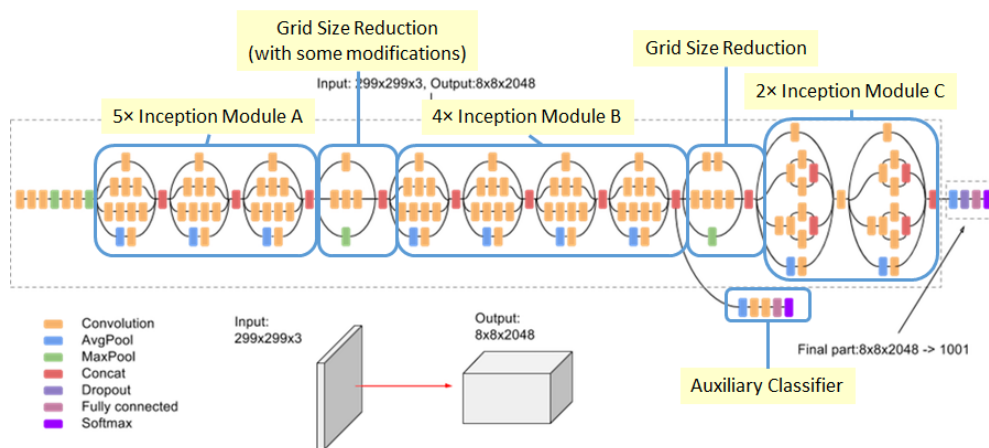 Grid Size Reduction
(with some modifications)
Grid Size Reduction
Input: 299x299x3, Output:8x8x2048
2× Inception Module C
5× Inception Module A
4× Inception Module B
Convolution
AvgPool
MaxPool
Concat
Dropout
Fully connected
Softmax
Input:
299x299x3
Output:
8x8x2048
Final part:8x8x2048 -> 1001
Auxiliary Classifier